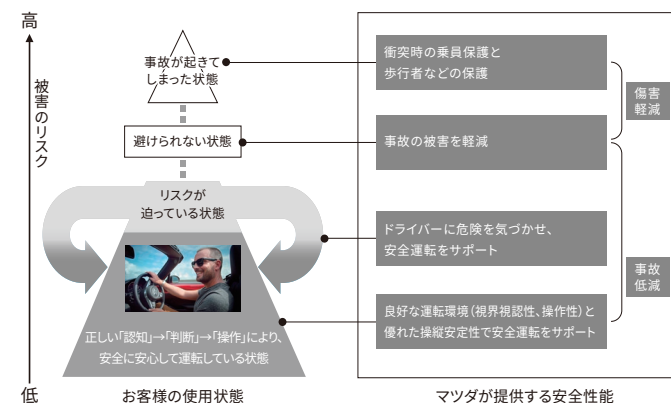 高
被害のリスク
低
事故が起きて
しまった状態
避けられない状態
リスクが
迫っている状態
正しい「認知」→「判断」→「操作」により、
安全に安心して運転している状態
お客様の使用状態
衝突時の乗員保護と
歩行者などの保護
事故の被害を軽減
ドライバーに危険を気づかせ、
安全運転をサポート
良好な運転環境（視界視認性、操作性）と
優れた操縦安定性で安全運転をサポート
傷害
軽減
事故
低減
マツダが提供する安全性能